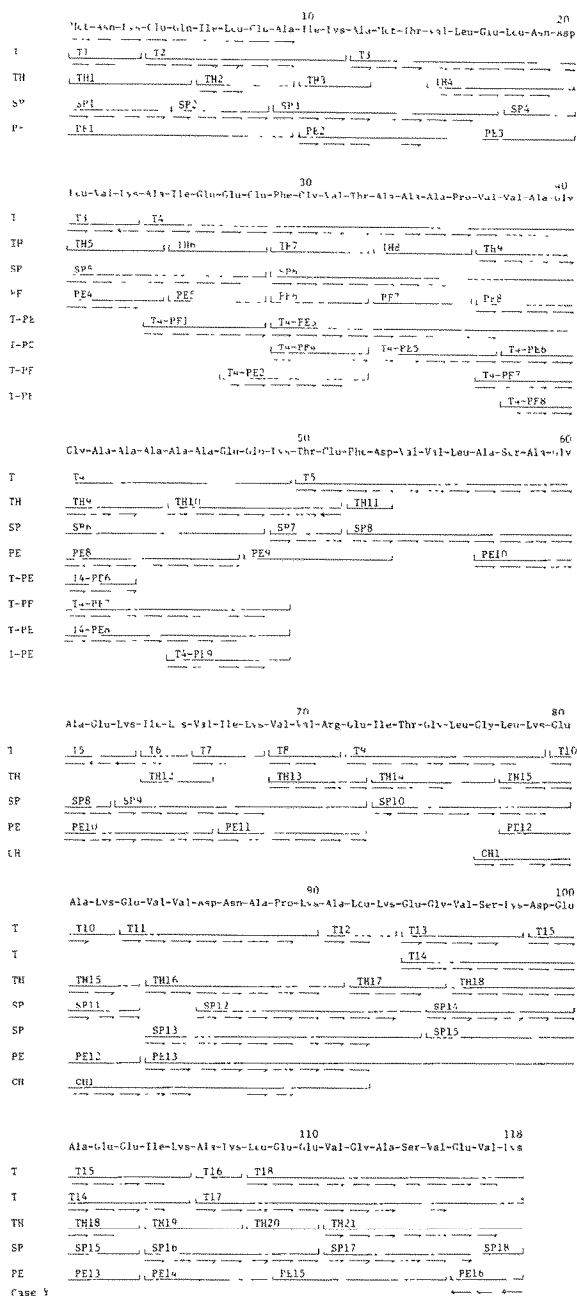 10 20
Met-Asn-Lys-Glu-Gln-Ile-Leu-Glu-Ala-Ile-Lys-Ala-Met-Thr-Val-Leu-Glu-Leu-Asn-Asp
T T1 T2 T3
TH TH1 TH2 TH3 TH4
SP SP1 SP2 SP3 SP4
PE PE1 PE2 PE3
30 40
Leu-Val-Lys-Ala-Ile-Glu-Glu-Glu-Phe-Gly-Val-Thr-Ala-Ala-Ala-Pro-Val-Val-Ala-Gly
T T3 T4
TH TH5 TH6 TH7 TH8 TH9
SP SP5 SP6
PE PE4 PE5 PE6 PE7 PE8
T-PE T4-PE1 T4-PE3
T-PE T4-PE4 T4-PE5 T4-PE6
T-PE T4-PE2 T4-PE7
T-PE T4-PE8
50 60
Gly-Ala-Ala-Ala-Ala-Ala-Glu-Glu-Lys-Thr-Glu-Phe-Asp-Val-Val-Leu-Ala-Ser-Ala-Gly
T T4 T5
TH TH9 TH10 TH11
SP SP6 SP7 SP8
PE PE8 PE9 PE10
T-PE T4-PE6
T-PE T4-PE7
T-PE T4-PE8
T-PE T4-PE9
70 80
Ala-Glu-Lys-Ile-Lys-Val-Ile-Lys-Val-Val-Arg-Glu-Ile-Thr-Gly-Leu-Gly-Leu-Lys-Glu
T T5 T6 T7 T8 T9 T10
TH TH12 TH13 TH14 TH15
SP SP8 SP9 SP10
PE PE10 PE11 PE12
CH CH1
90 100
Ala-Lys-Glu-Val-Val-Asp-Asn-Ala-Pro-Lys-Ala-Leu-Lys-Glu-Gly-Val-Ser-Lys-Asp-Glu
T T10 T11 T12 T13 T15
T T14
TH TH15 TH16 TH17 TH18
SP SP11 SP12 SP14
SP SP13 SP15
PE PE12 PE13
CH CH1
110 118
Ala-Glu-Glu-Ile-Lys-Ala-Lys-Leu-Glu-Glu-Val-Gly-Ala-Ser-Val-Glu-Val-Lys
T T15 T16 T18
T T14 T17
TH TH18 TH19 TH20 TH21
SP SP15 SP16 SP17 SP18
PE PE13 PE14 PE15 PE16
Case Y